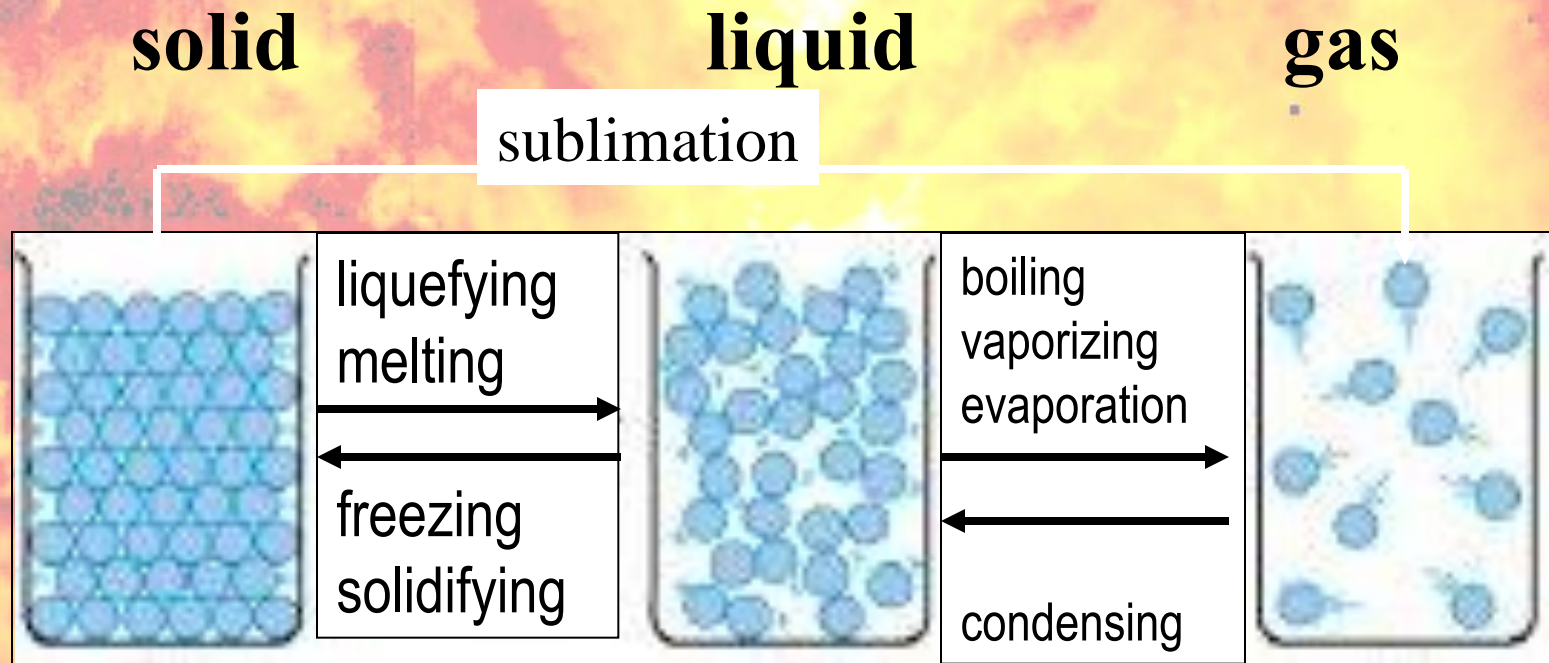 solid liquid gas
sublimation
liquefying
melting
freezing
solidifying
boiling
vaporizing
evaporation
condensing